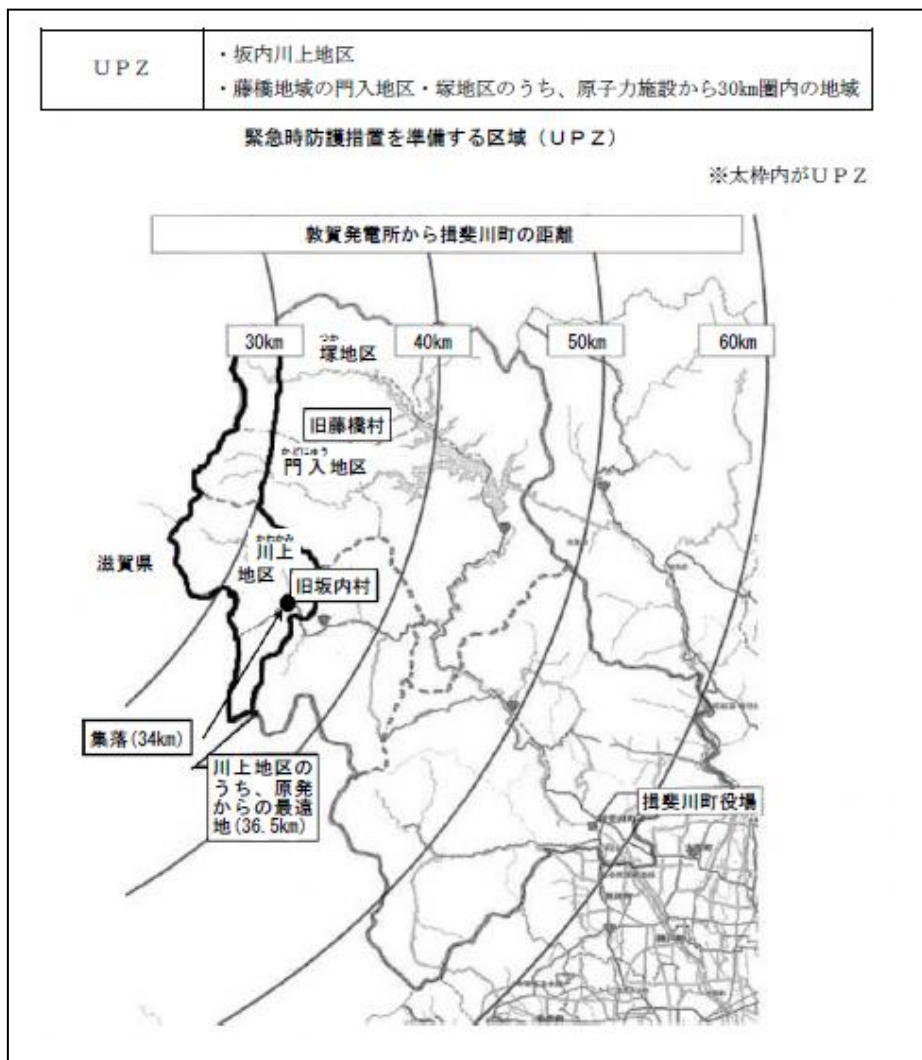 UPZ
・坂内川上地区
・藤橋地域の門入地区・塚地区のうち、原子力施設から30km圏内の地域
緊急時防護措置を準備する区域（ＵＰＺ）
※太枠内がＵＰＺ
敦賀発電所から揖斐川町の距離
30km
40km
50km
60km
つか
塚地区
旧藤橋村
かどにゅう
門入地区
かわかみ
川上
地区
滋賀県
旧坂内村
集落(34km)
川上地区の
うち、原発
からの最遠
地(36.5km)
揖斐川町役場